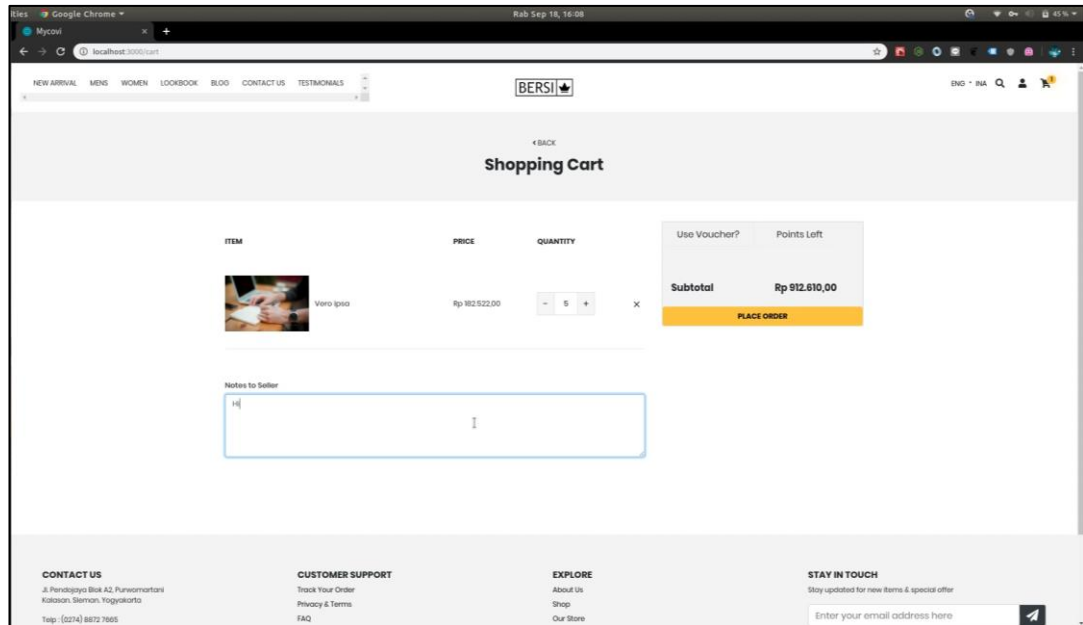 ities Google Chrome Rab Sep 18, 16:08 45%
Mycovi
localhost:3000/cart
NEW ARRIVAL MENS WOMEN LOOKBOOK BLOG CONTACT US TESTIMONIALS
BERSI
ENG INA 1
BACK
Shopping Cart
ITEM PRICE QUANTITY
Use Voucher? Points Left
Vero ipsa Rp 182.522,00 - 5 + ×
Subtotal Rp 912.610,00
PLACE ORDER
Notes to Seller
Hi
CONTACT US
Jl. Pendojoyo Blok A2, Purwomartani
Kalasan, Sleman, Yogyakarta.
Telp : (0274) 8872 7665
CUSTOMER SUPPORT
Track Your Order
Privacy & Terms
FAQ
EXPLORE
About Us
Shop
Our Store
STAY IN TOUCH
Stay updated for new items & special offer
Enter your email address here